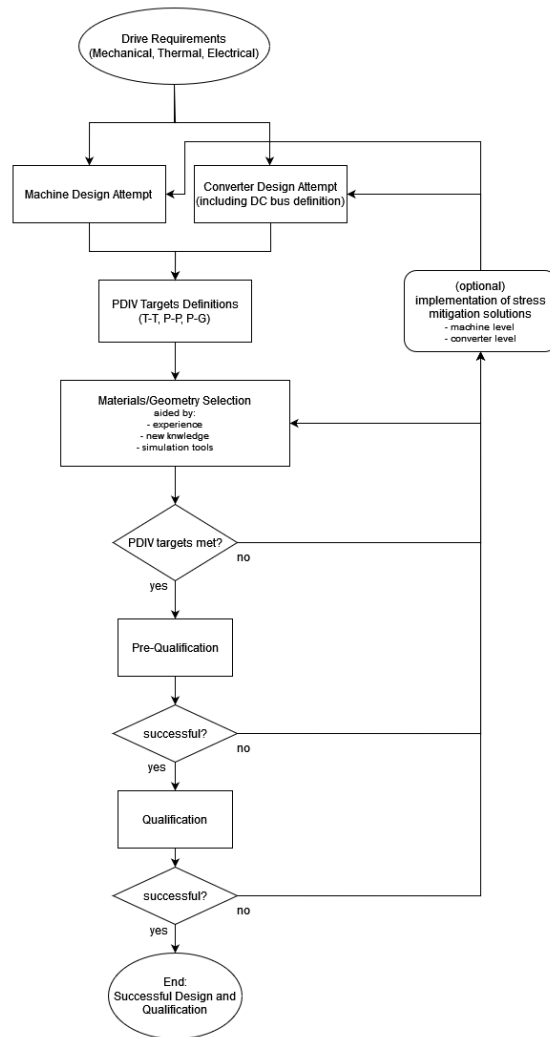 Drive Requirements
(Mechanical, Thermal, Electrical)
Machine Design Attempt
Converter Design Attempt
(including DC bus definition)
PDIV Targets Definitions
(T-T, P-P, P-G)
(optional)
implementation of stress
mitigation solutions
- machine level
- converter level
Materials/Geometry Selection
aided by:
- experience
- new knwledge
- simulation tools
PDIV targets met?
no
yes
Pre-Qualification
successful?
no
yes
Qualification
successful?
no
yes
End:
Successful Design and
Qualification